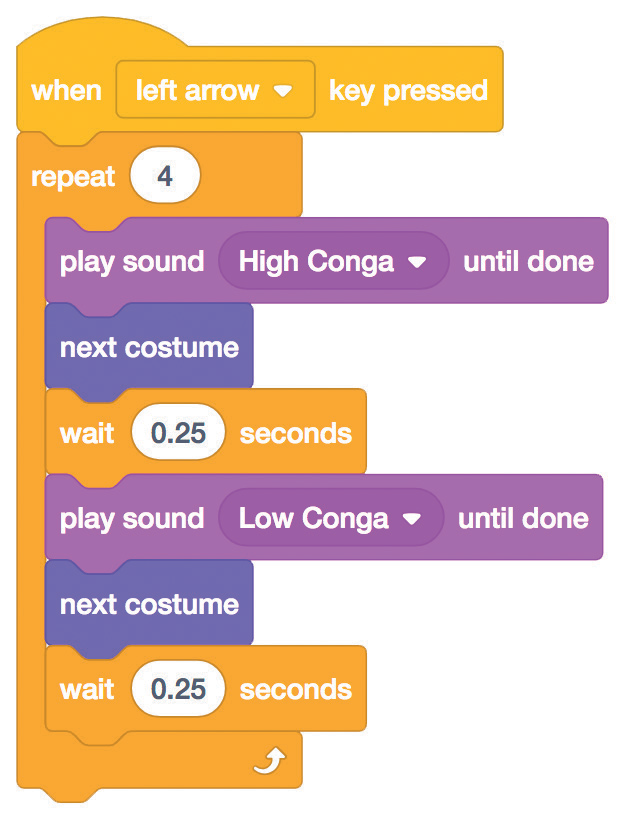 when left arrow key pressed
repeat 4
play sound High Conga until done
next costume
wait 0.25 seconds
play sound Low Conga until done
next costume
wait 0.25 seconds